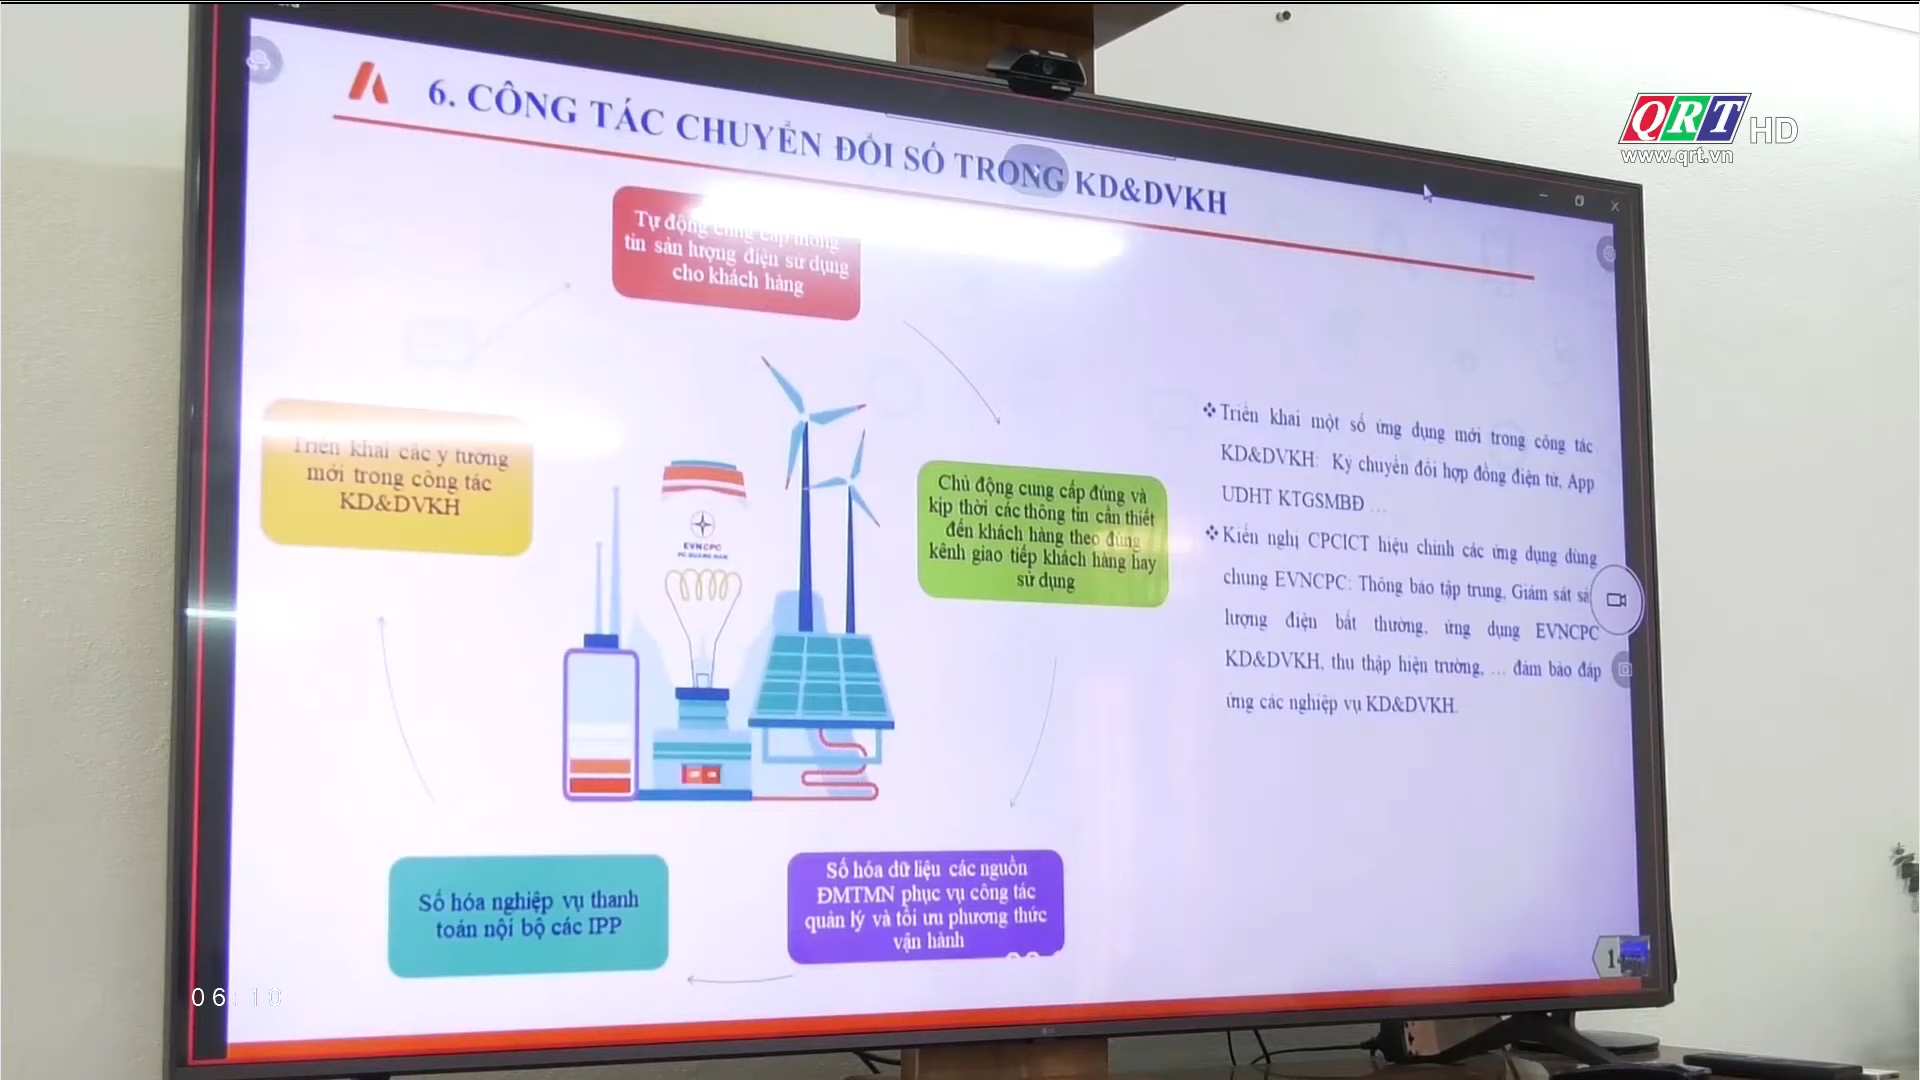 QRT HD
www.qrt.vn
6. CÔNG TÁC CHUYỂN ĐỔI SỐ TRONG KD&DVKH
Tự động cung cấp thông
tin sản lượng điện sử dụng
cho khách hàng
Triển khai các ý tưởng
mới trong công tác
KD&DVKH
Chủ động cung cấp đúng và
kịp thời các thông tin cần thiết
đến khách hàng theo đúng
kênh giao tiếp khách hàng hay
sử dụng
EVNCPC
PC QUANG NAM
Số hóa nghiệp vụ thanh
toán nội bộ các IPP
Số hóa dữ liệu các nguồn
ĐMTMN phục vụ công tác
quản lý và tối ưu phương thức
vận hành
❖ Triển khai một số ứng dụng mới trong công tác
KD&DVKH: Ký chuyển đổi hợp đồng điện tử, App
UDHT KTGSMBĐ ...
❖ Kiến nghị CPCICT hiệu chỉnh các ứng dụng dùng
chung EVNCPC: Thông báo tập trung, Giám sát
lượng điện bất thường, ứng dụng EVNCPC
KD&DVKH, thu thập hiện trường, ... đảm bảo đáp
ứng các nghiệp vụ KD&DVKH.
06:10